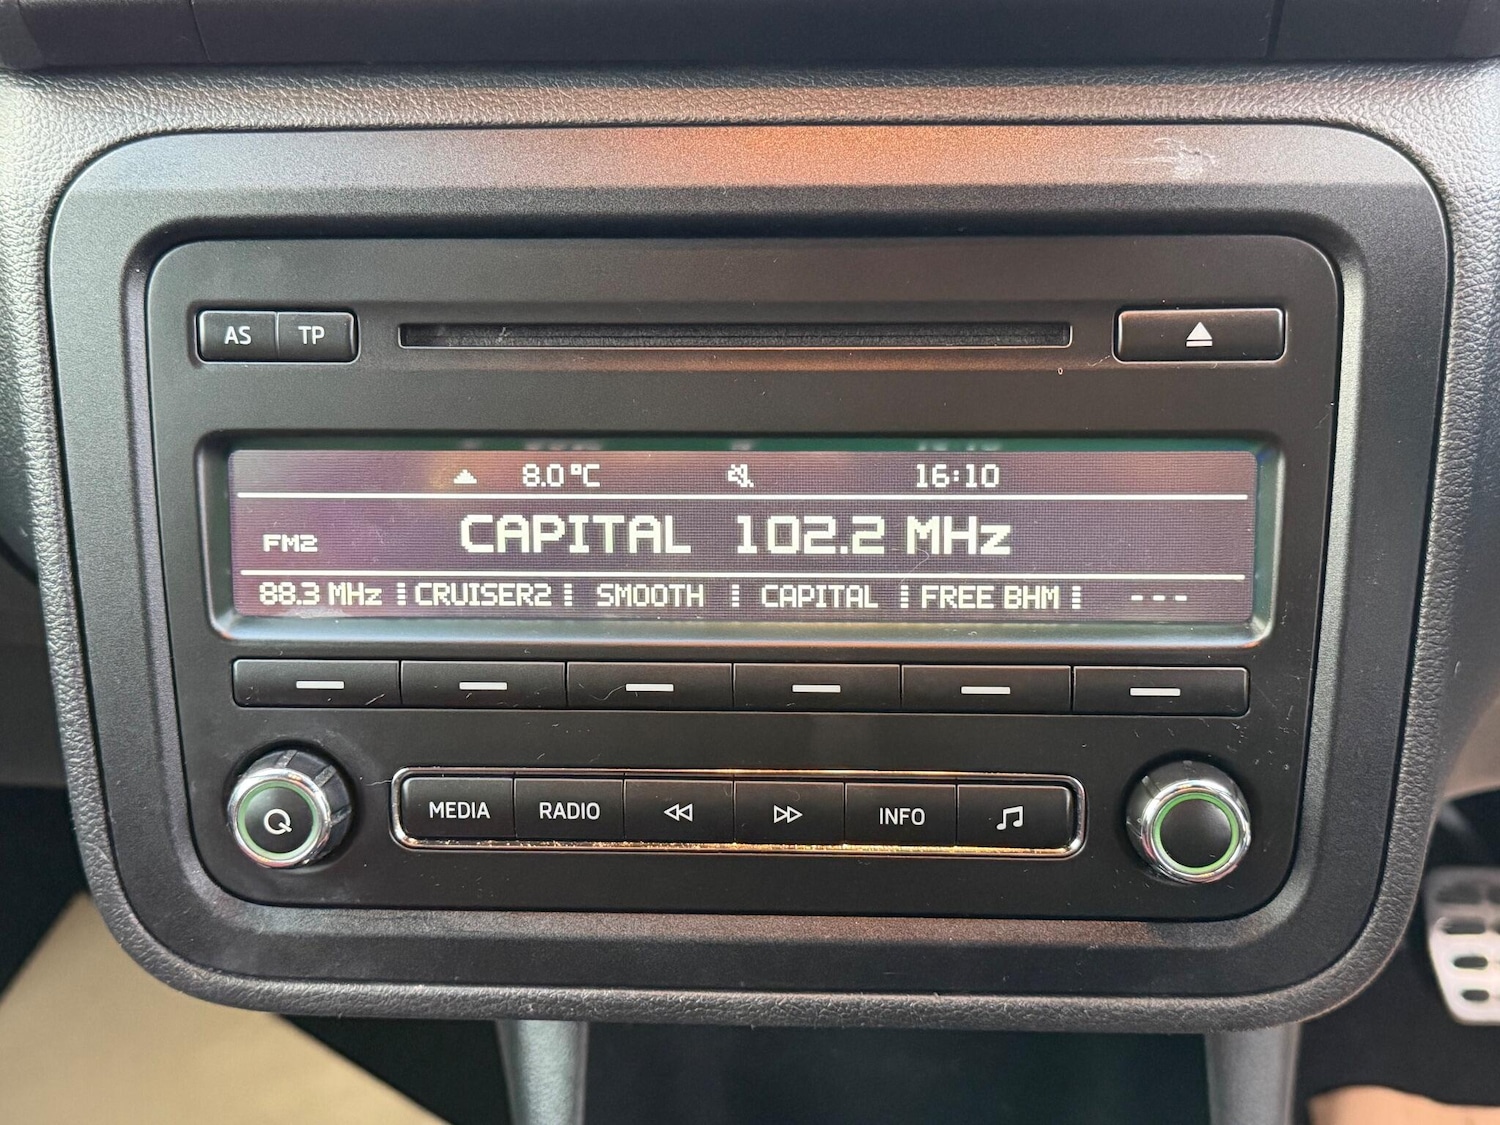 AS TP
8.0°C 16:10
FM2 CAPITAL 102.2 MHz
88.3 MHz CRUISER2 SMOOTH CAPITAL FREE BHM ---
MEDIA RADIO INFO